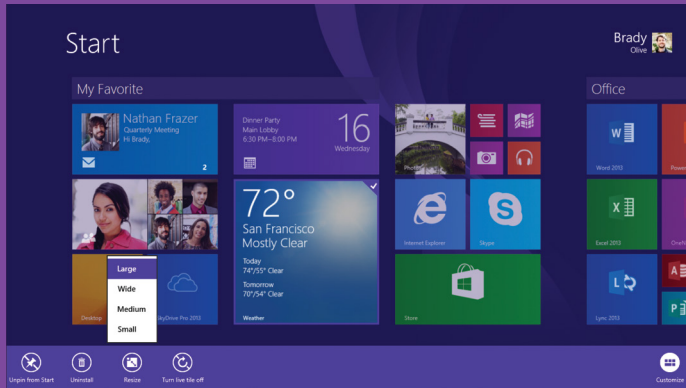 Start
Brady
Olive
My Favorite
Office
Nathan Frazer
Quarterly Meeting
Hi Brady,
2
Dinner Party
Main Lobby
6:30 PM–8:00 PM
16
Wednesday
Photos
W
Word 2013
72°
San Francisco
Mostly Clear
Today
74°/55° Clear
Tomorrow
70°/54° Clear
Weather
Internet Explorer
S
Skype
X
Excel 2013
Desktop
SkyDrive Pro 2013
Store
L
Lync 2013
A
P
Large
Wide
Medium
Small
Unpin from Start
Uninstall
Resize
Turn live tile off
Customize